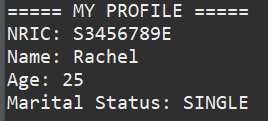 ===== MY PROFILE =====
NRIC: S3456789E
Name: Rachel
Age: 25
Marital Status: SINGLE